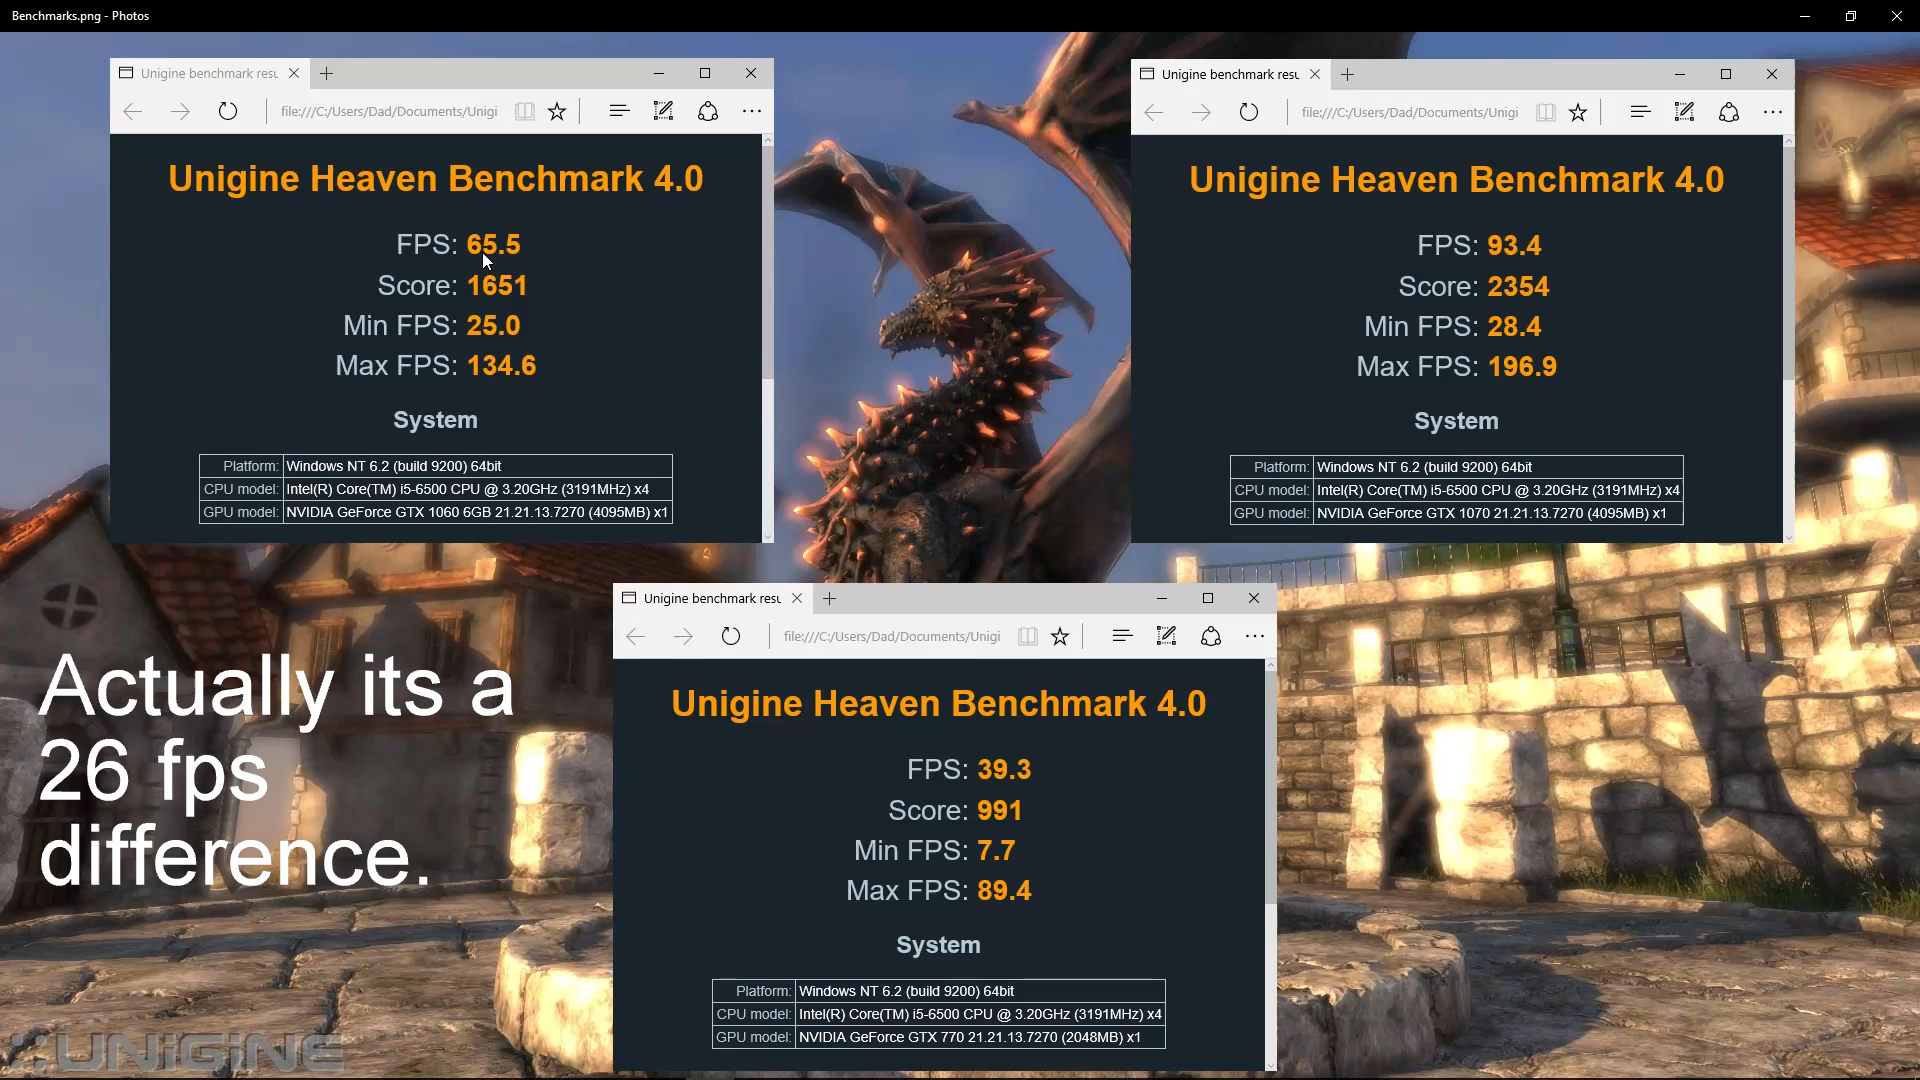 Benchmarks.png - Photos
Unigine benchmark resu
file:///C:/Users/Dad/Documents/Unigi
Unigine Heaven Benchmark 4.0
FPS: 65.5
Score: 1651
Min FPS: 25.0
Max FPS: 134.6
System
Platform: Windows NT 6.2 (build 9200) 64bit
CPU model: Intel(R) Core(TM) i5-6500 CPU @ 3.20GHz (3191MHz) x4
GPU model: NVIDIA GeForce GTX 1060 6GB 21.21.13.7270 (4095MB) x1
Unigine benchmark resu
file:///C:/Users/Dad/Documents/Unigi
Unigine Heaven Benchmark 4.0
FPS: 93.4
Score: 2354
Min FPS: 28.4
Max FPS: 196.9
System
Platform: Windows NT 6.2 (build 9200) 64bit
CPU model: Intel(R) Core(TM) i5-6500 CPU @ 3.20GHz (3191MHz) x4
GPU model: NVIDIA GeForce GTX 1070 21.21.13.7270 (4095MB) x1
Actually its a
26 fps
difference.
Unigine benchmark resu
file:///C:/Users/Dad/Documents/Unigi
Unigine Heaven Benchmark 4.0
FPS: 39.3
Score: 991
Min FPS: 7.7
Max FPS: 89.4
System
Platform: Windows NT 6.2 (build 9200) 64bit
CPU model: Intel(R) Core(TM) i5-6500 CPU @ 3.20GHz (3191MHz) x4
GPU model: NVIDIA GeForce GTX 770 21.21.13.7270 (2048MB) x1
UNiGiNE